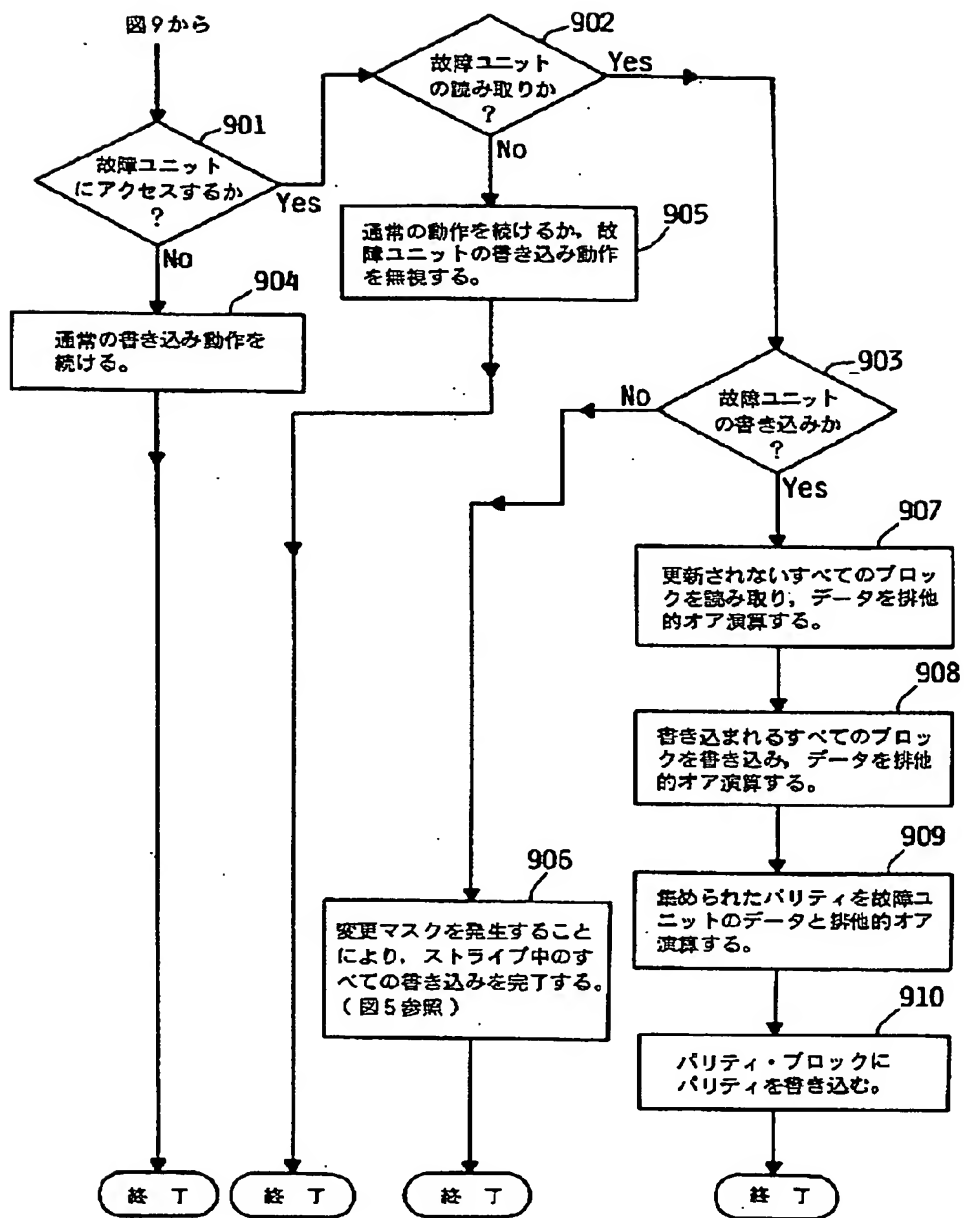 図9から
901
故障ユニット
にアクセスするか
?
Yes
No
902
故障ユニット
の読み取りか
?
Yes
No
904
通常の書き込み動作を
続ける。
905
通常の動作を続けるか,故
障ユニットの書き込み動作
を無視する。
903
故障ユニット
の書き込みか
?
No
Yes
907
更新されないすべてのブロッ
クを読み取り,データを排他
的オア演算する。
908
書き込まれるすべてのブロッ
クを書き込み,データを排他
的オア演算する。
909
集められたパリティを故障ユ
ニットのデータと排他的オア
演算する。
906
変更マスクを発生すること
により,ストライプ中のす
べての書き込みを完了する。
(図5参照)
910
パリティ・ブロックに
パリティを書き込む。
終 了
終 了
終 了
終 了